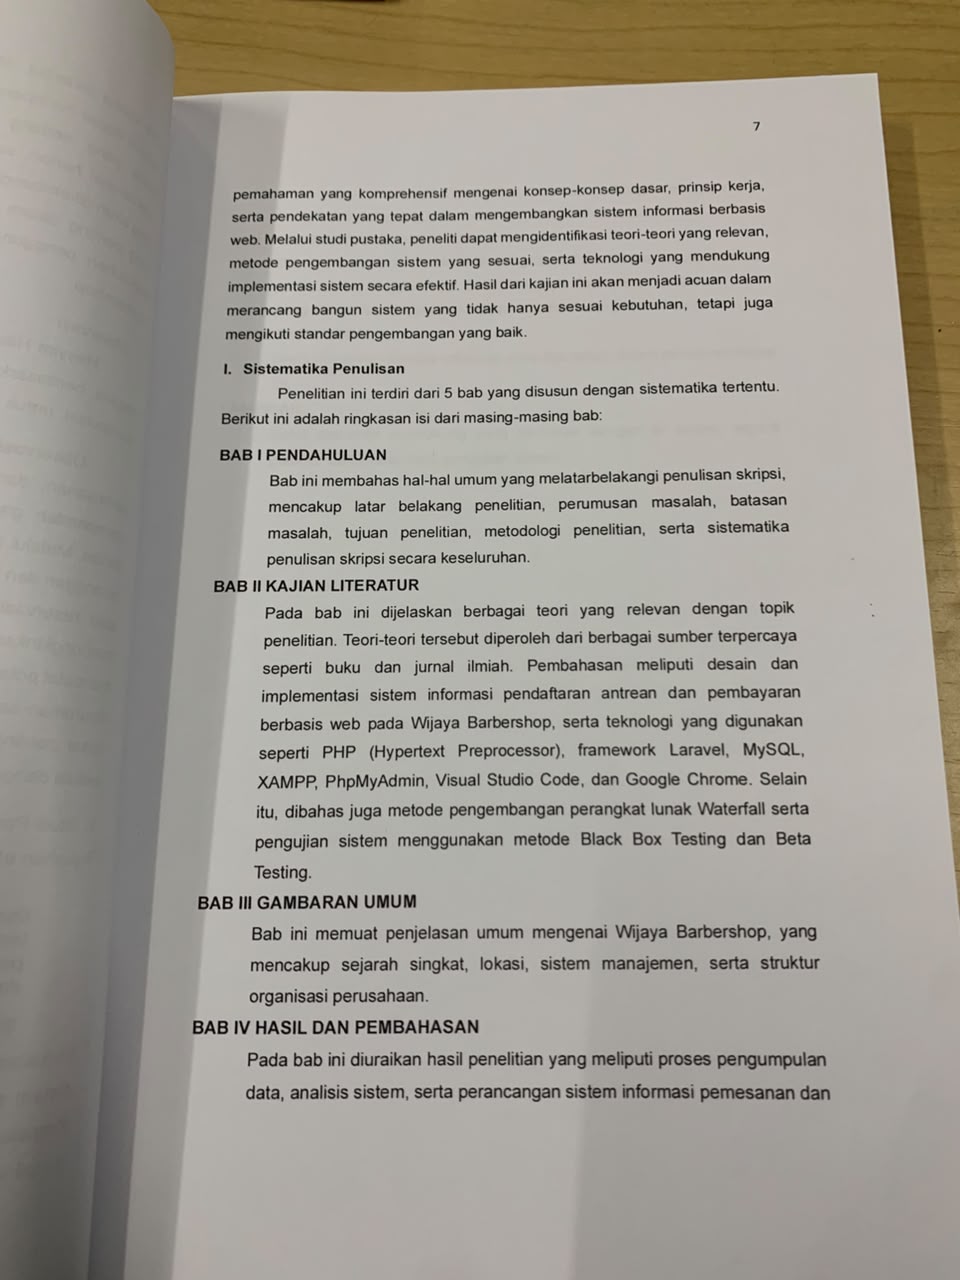 7
pemahaman yang komprehensif mengenai konsep-konsep dasar, prinsip kerja,
serta pendekatan yang tepat dalam mengembangkan sistem informasi berbasis
web. Melalui studi pustaka, peneliti dapat mengidentifikasi teori-teori yang relevan,
metode pengembangan sistem yang sesuai, serta teknologi yang mendukung
implementasi sistem secara efektif. Hasil dari kajian ini akan menjadi acuan dalam
merancang bangun sistem yang tidak hanya sesuai kebutuhan, tetapi juga
mengikuti standar pengembangan yang baik.
I. Sistematika Penulisan
Penelitian ini terdiri dari 5 bab yang disusun dengan sistematika tertentu.
Berikut ini adalah ringkasan isi dari masing-masing bab:
BAB I PENDAHULUAN
Bab ini membahas hal-hal umum yang melatarbelakangi penulisan skripsi,
mencakup latar belakang penelitian, perumusan masalah, batasan
masalah, tujuan penelitian, metodologi penelitian, serta sistematika
penulisan skripsi secara keseluruhan.
BAB II KAJIAN LITERATUR
Pada bab ini dijelaskan berbagai teori yang relevan dengan topik
penelitian. Teori-teori tersebut diperoleh dari berbagai sumber terpercaya
seperti buku dan jurnal ilmiah. Pembahasan meliputi desain dan
implementasi sistem informasi pendaftaran antrean dan pembayaran
berbasis web pada Wijaya Barbershop, serta teknologi yang digunakan
seperti PHP (Hypertext Preprocessor), framework Laravel, MySQL,
XAMPP, PhpMyAdmin, Visual Studio Code, dan Google Chrome. Selain
itu, dibahas juga metode pengembangan perangkat lunak Waterfall serta
pengujian sistem menggunakan metode Black Box Testing dan Beta
Testing.
BAB III GAMBARAN UMUM
Bab ini memuat penjelasan umum mengenai Wijaya Barbershop, yang
mencakup sejarah singkat, lokasi, sistem manajemen, serta struktur
organisasi perusahaan.
BAB IV HASIL DAN PEMBAHASAN
Pada bab ini diuraikan hasil penelitian yang meliputi proses pengumpulan
data, analisis sistem, serta perancangan sistem informasi pemesanan dan